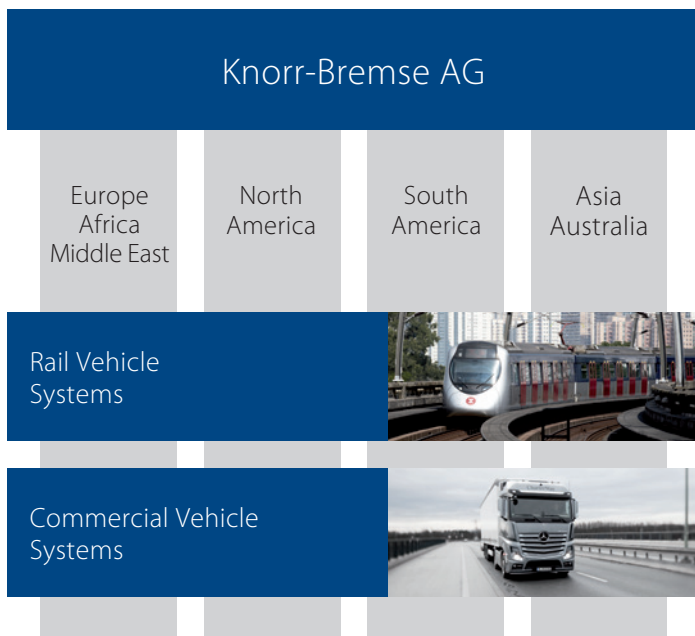 Knorr-Bremse AG
Europe
Africa
Middle East
North
America
South
America
Asia
Australia
Rail Vehicle
Systems
Commercial Vehicle
Systems